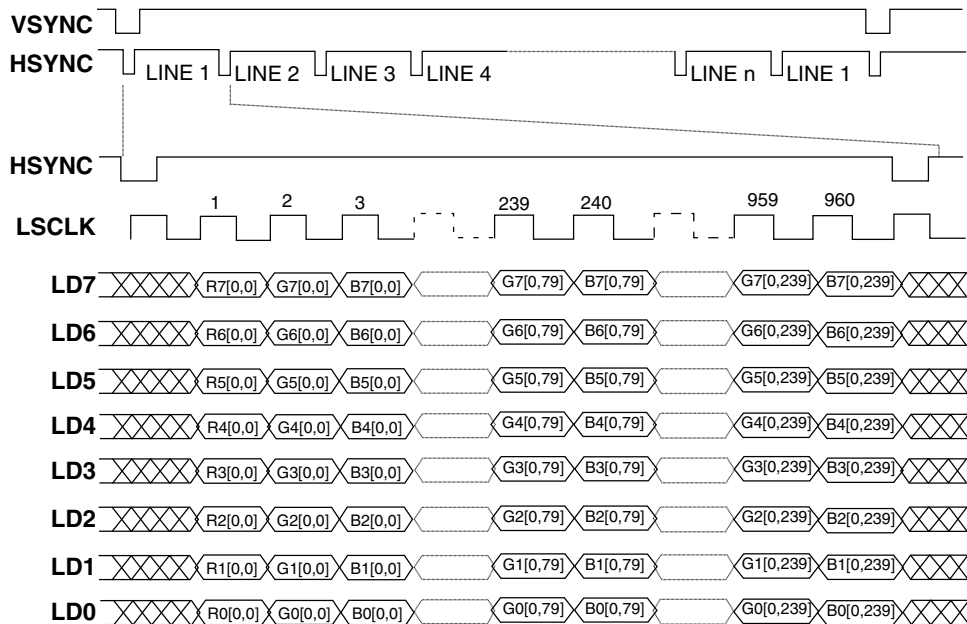 VSYNC
HSYNC LINE 1 LINE 2 LINE 3 LINE 4 LINE n LINE 1
HSYNC
1 2 3 239 240 959 960
LSCLK
LD7 R7[0,0] G7[0,0] B7[0,0] G7[0,79] B7[0,79] G7[0,239] B7[0,239]
LD6 R6[0,0] G6[0,0] B6[0,0] G6[0,79] B6[0,79] G6[0,239] B6[0,239]
LD5 R5[0,0] G5[0,0] B5[0,0] G5[0,79] B5[0,79] G5[0,239] B5[0,239]
LD4 R4[0,0] G4[0,0] B4[0,0] G4[0,79] B4[0,79] G4[0,239] B4[0,239]
LD3 R3[0,0] G3[0,0] B3[0,0] G3[0,79] B3[0,79] G3[0,239] B3[0,239]
LD2 R2[0,0] G2[0,0] B2[0,0] G2[0,79] B2[0,79] G2[0,239] B2[0,239]
LD1 R1[0,0] G1[0,0] B1[0,0] G1[0,79] B1[0,79] G1[0,239] B1[0,239]
LD0 R0[0,0] G0[0,0] B0[0,0] G0[0,79] B0[0,79] G0[0,239] B0[0,239]